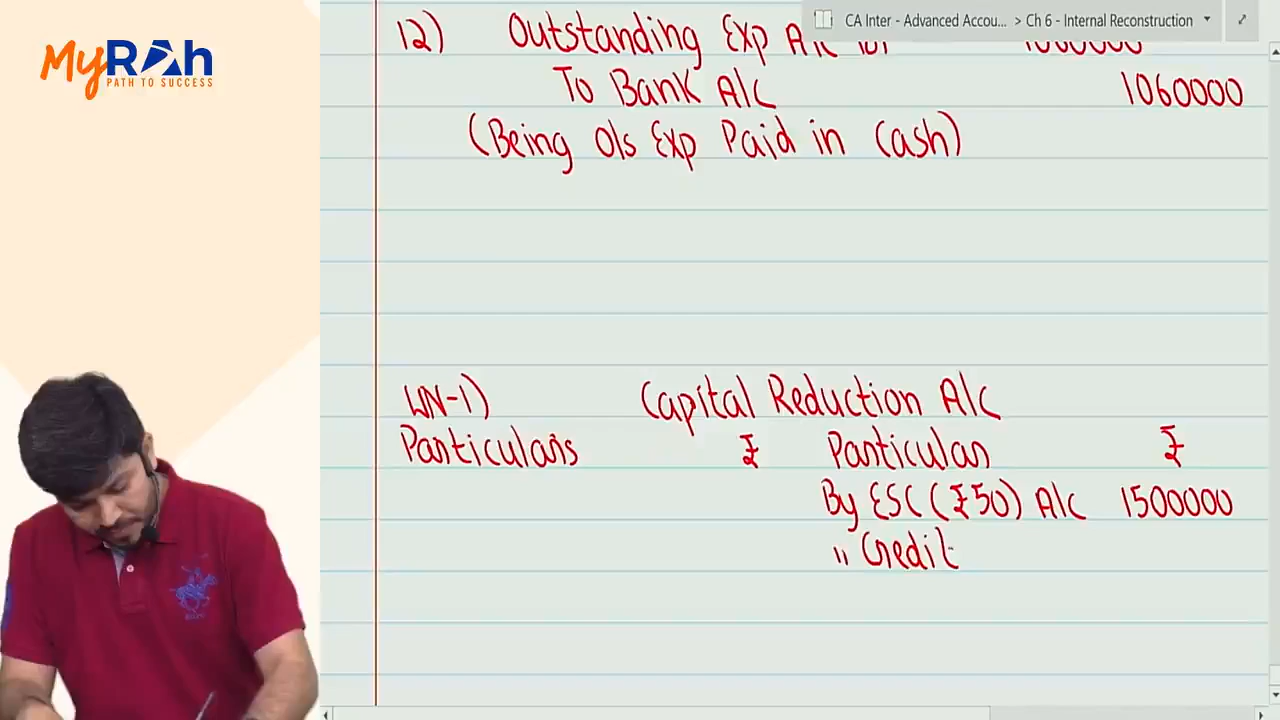 MyRAh
PATH TO SUCCESS
CA Inter - Advanced Accou... > Ch 6 - Internal Reconstruction
12) Outstanding Exp A/c
To Bank A/c 1060000
(Being O/s Exp Paid in Cash)
WN-1) Capital Reduction A/c
Particulars ₹ Particulars ₹
By ESC (₹50) A/c 1500000
" Credit